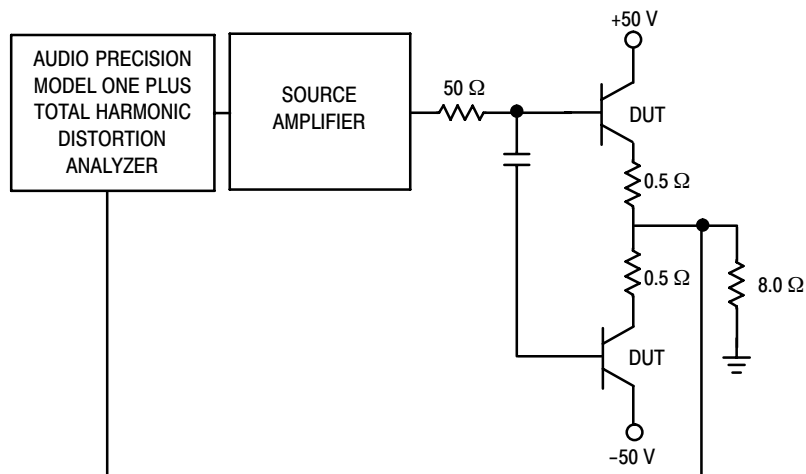 AUDIO PRECISION
MODEL ONE PLUS
TOTAL HARMONIC
DISTORTION
ANALYZER
SOURCE
AMPLIFIER
50 Ω
+50 V
DUT
0.5 Ω
0.5 Ω
8.0 Ω
DUT
−50 V